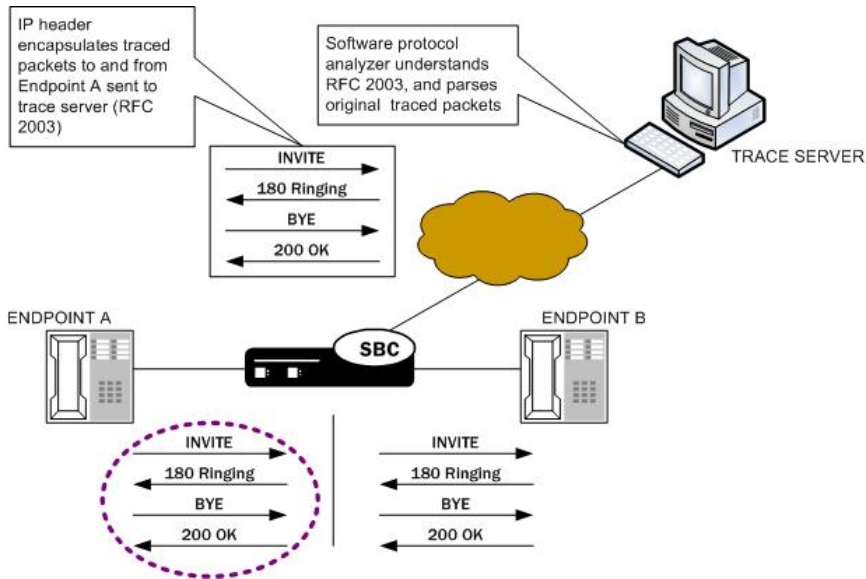 IP header
encapsulates traced
packets to and from
Endpoint A sent to
trace server (RFC
2003)
Software protocol
analyzer understands
RFC 2003, and parses
original traced packets
TRACE SERVER
INVITE
180 Ringing
BYE
200 OK
ENDPOINT A
SBC
ENDPOINT B
INVITE
180 Ringing
BYE
200 OK
INVITE
180 Ringing
BYE
200 OK